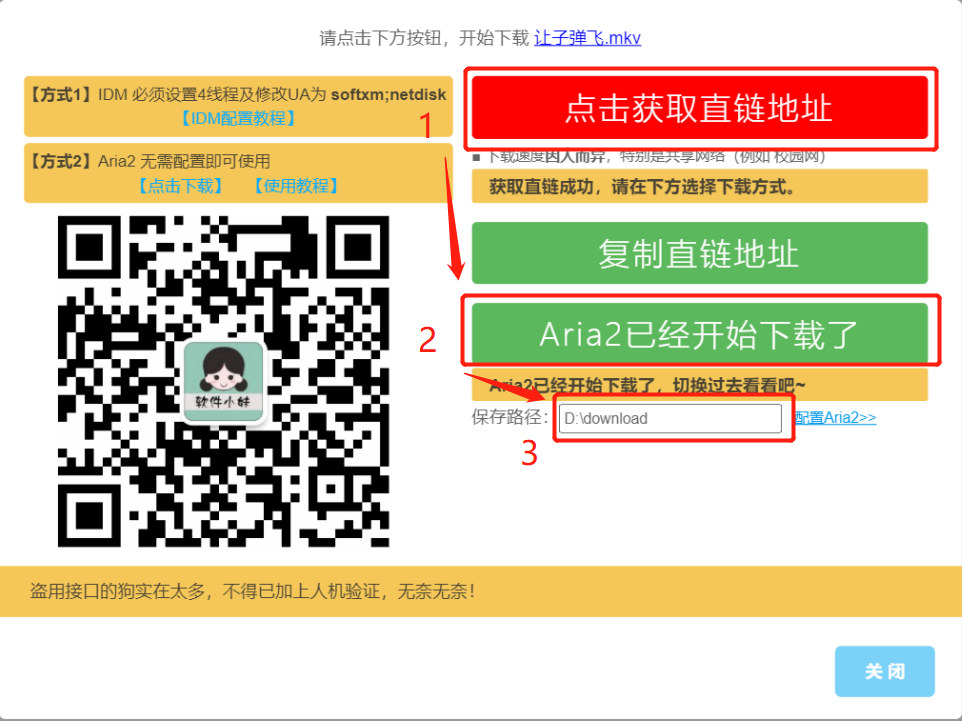 请点击下方按钮，开始下载 让子弹飞.mkv
【方式1】IDM 必须设置4线程及修改UA为 softxm;netdisk
【IDM配置教程】
【方式2】Aria2 无需配置即可使用
【点击下载】 【使用教程】
软件小妹
1
点击获取直链地址
■ 下载速度因人而异，特别是共享网络（例如 校园网）
获取直链成功，请在下方选择下载方式。
复制直链地址
2
Aria2已经开始下载了
Aria2已经开始下载了，切换过去看看吧~
保存路径： D:\download 配置Aria2>>
3
盗用接口的狗实在太多，不得已加上人机验证，无奈无奈！
关 闭